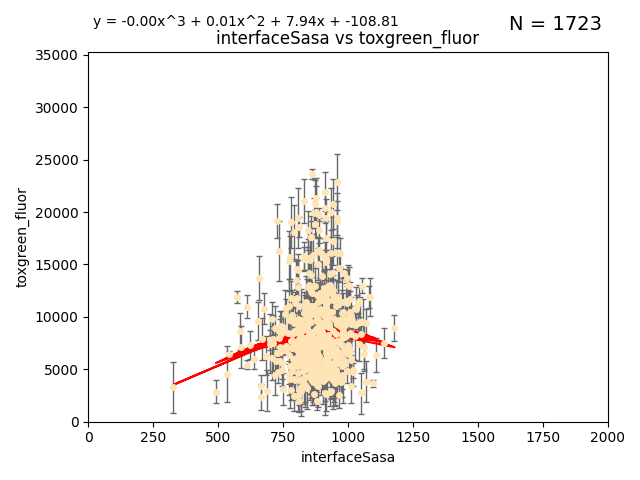 y = -0.00x^3 + 0.01x^2 + 7.94x + -108.81
N = 1723
interfaceSasa vs toxgreen_fluor
35000
30000
25000
20000
15000
10000
5000
0
toxgreen_fluor
0 250 500 750 1000 1250 1500 1750 2000
interfaceSasa